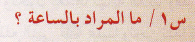 س١ / ما المراد بالساعة ؟